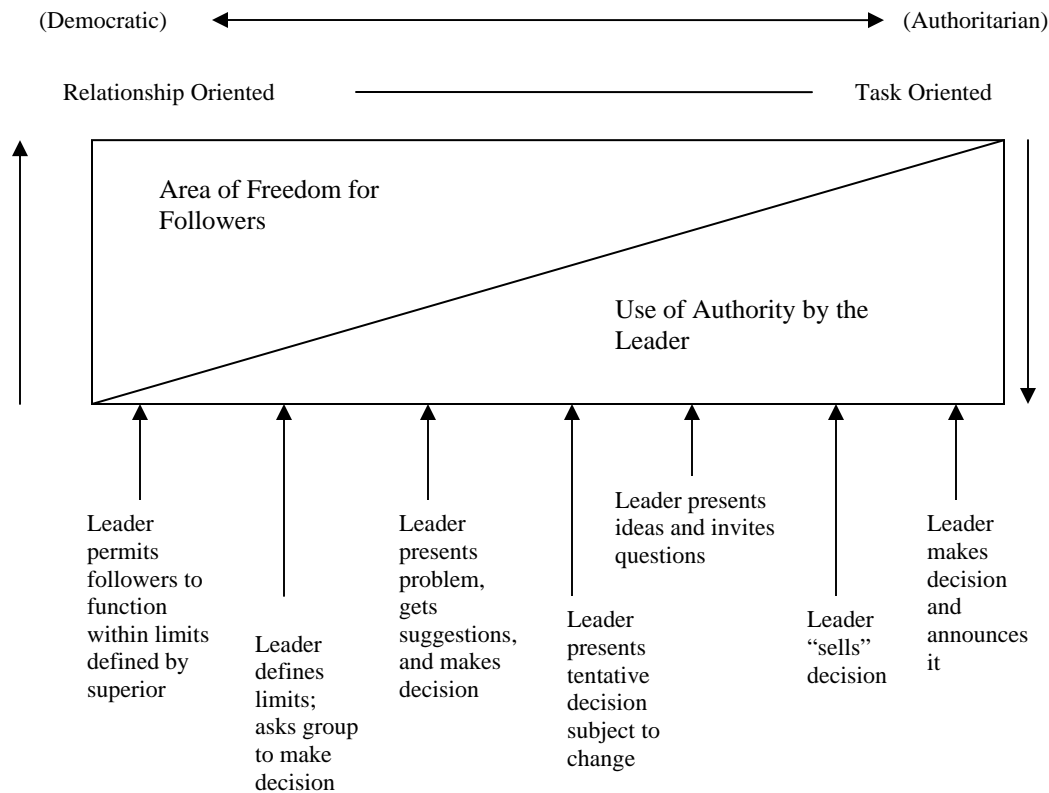 (Democratic) (Authoritarian)
Relationship Oriented Task Oriented
Area of Freedom for
Followers
Use of Authority by the
Leader
Leader
permits
followers to
function
within limits
defined by
superior
Leader
defines
limits;
asks group
to make
decision
Leader
presents
problem,
gets
suggestions,
and makes
decision
Leader
presents
tentative
decision
subject to
change
Leader presents
ideas and invites
questions
Leader
“sells”
decision
Leader
makes
decision
and
announces
it